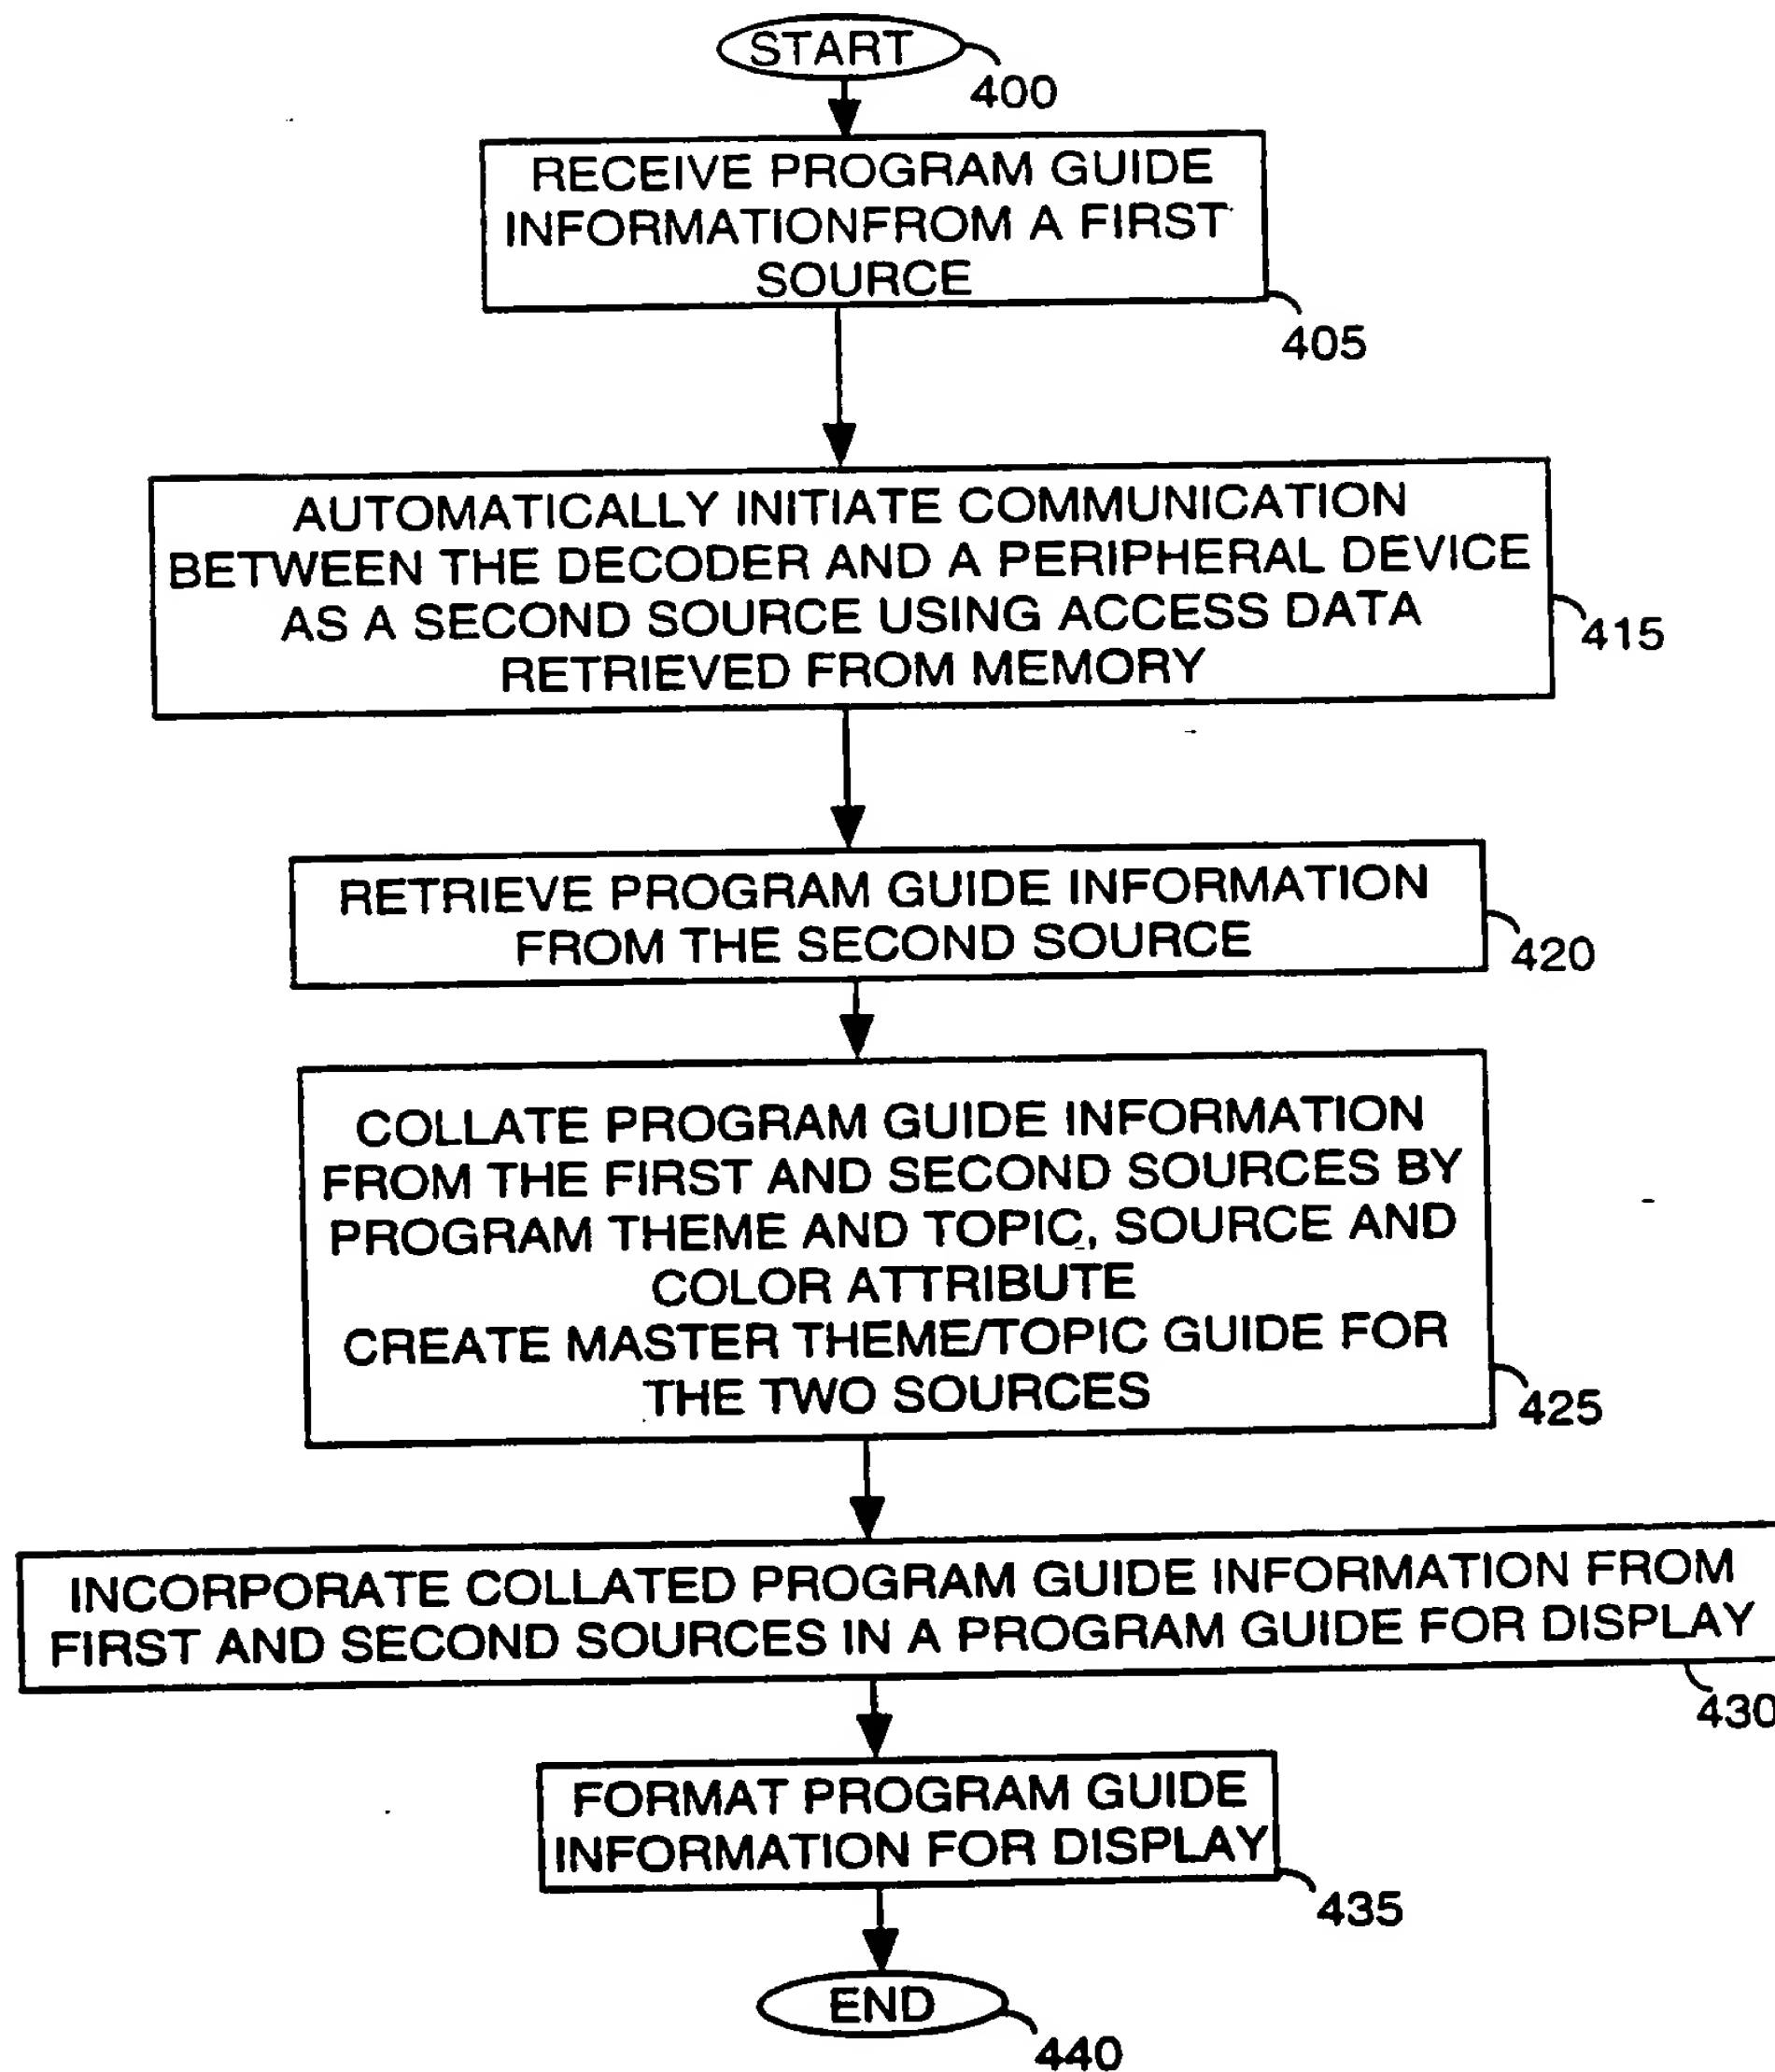 START
400
RECEIVE PROGRAM GUIDE
INFORMATIONFROM A FIRST
SOURCE
405
AUTOMATICALLY INITIATE COMMUNICATION
BETWEEN THE DECODER AND A PERIPHERAL DEVICE
AS A SECOND SOURCE USING ACCESS DATA
RETRIEVED FROM MEMORY
415
RETRIEVE PROGRAM GUIDE INFORMATION
FROM THE SECOND SOURCE
420
COLLATE PROGRAM GUIDE INFORMATION
FROM THE FIRST AND SECOND SOURCES BY
PROGRAM THEME AND TOPIC, SOURCE AND
COLOR ATTRIBUTE
CREATE MASTER THEME/TOPIC GUIDE FOR
THE TWO SOURCES
425
INCORPORATE COLLATED PROGRAM GUIDE INFORMATION FROM
FIRST AND SECOND SOURCES IN A PROGRAM GUIDE FOR DISPLAY
430
FORMAT PROGRAM GUIDE
INFORMATION FOR DISPLAY
435
END
440